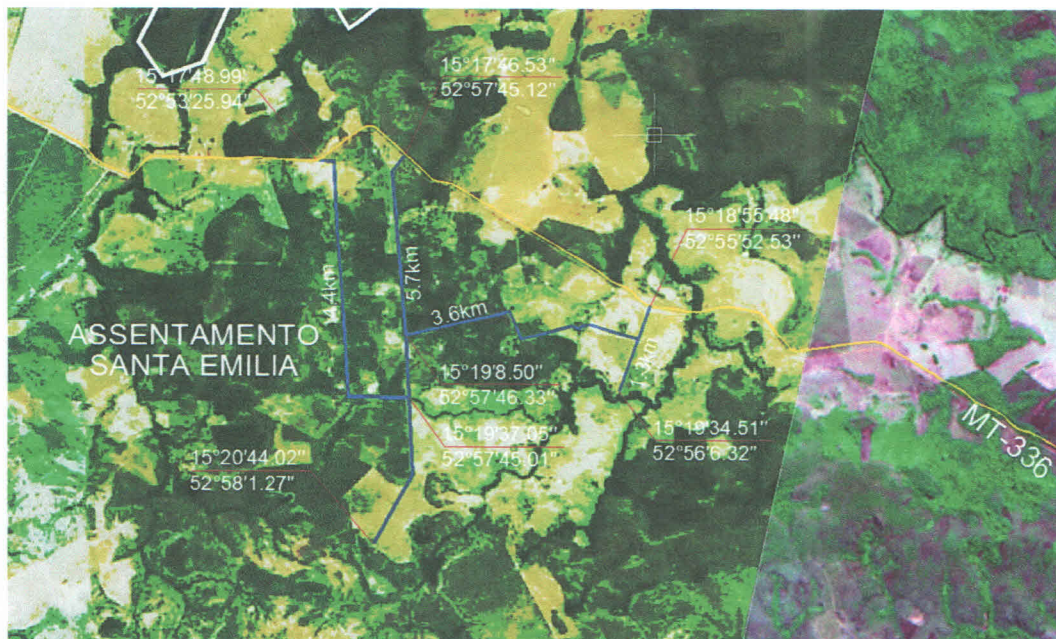 15°17'48.99"
52°53'25.94"
15°17'46.53"
52°57'45.12"
15°18'55.48"
52°55'52.53"
4.4km
5.7km
3.6km
ASSENTAMENTO
SANTA EMILIA
15°19'8.50"
52°57'46.33"
1.3km
15°19'37.05"
52°57'45.01"
15°19'34.51"
52°56'6.32"
15°20'44.02"
52°58'1.27"
MT-336